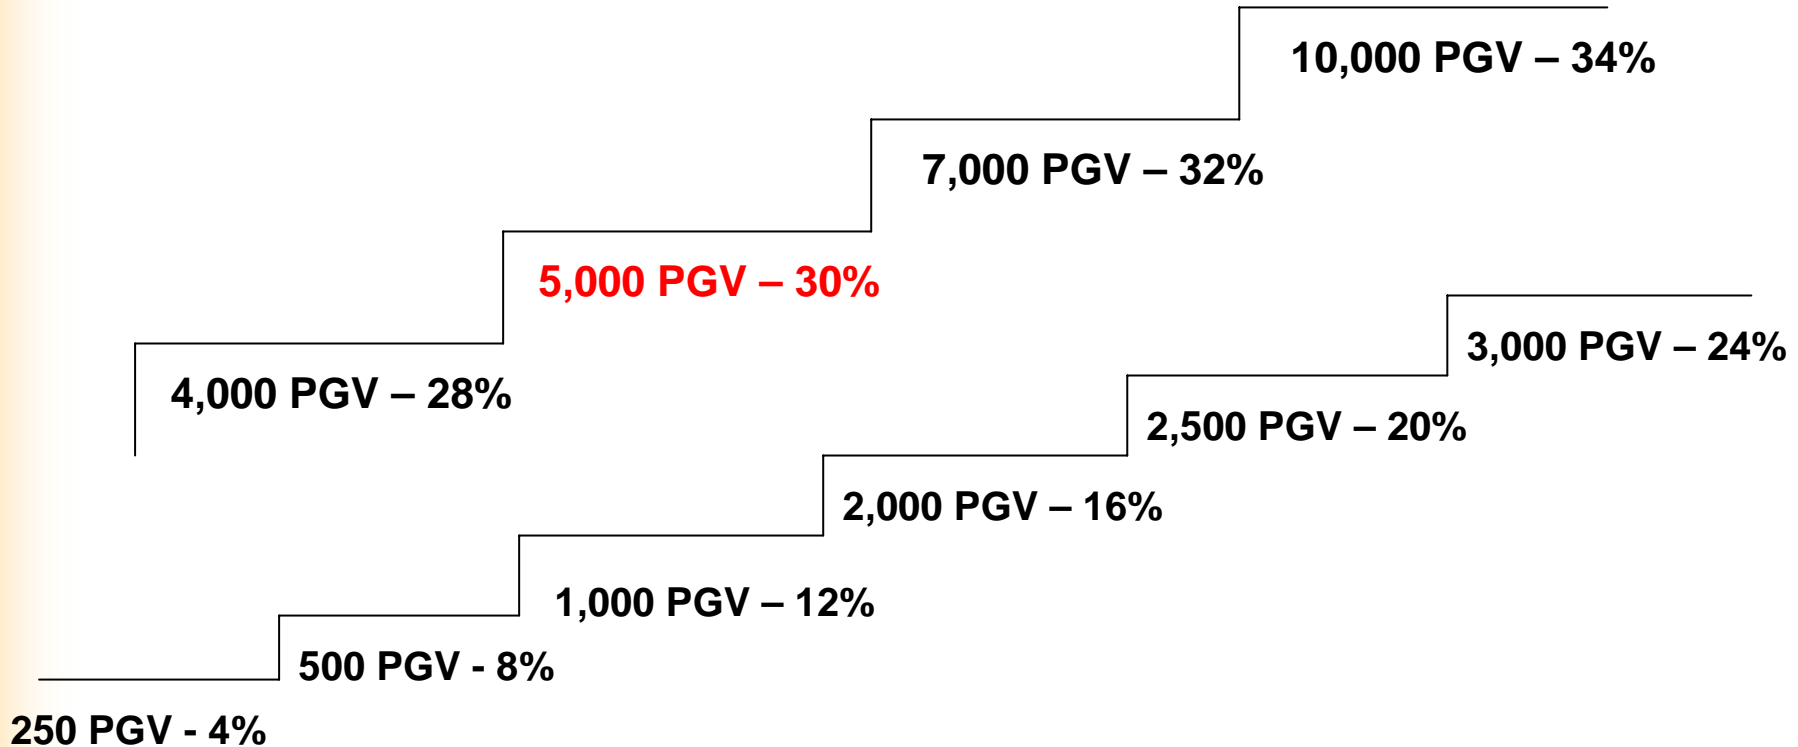 10,000 PGV – 34%
7,000 PGV – 32%
5,000 PGV – 30%
4,000 PGV – 28%
3,000 PGV – 24%
2,500 PGV – 20%
2,000 PGV – 16%
1,000 PGV – 12%
500 PGV - 8%
250 PGV - 4%